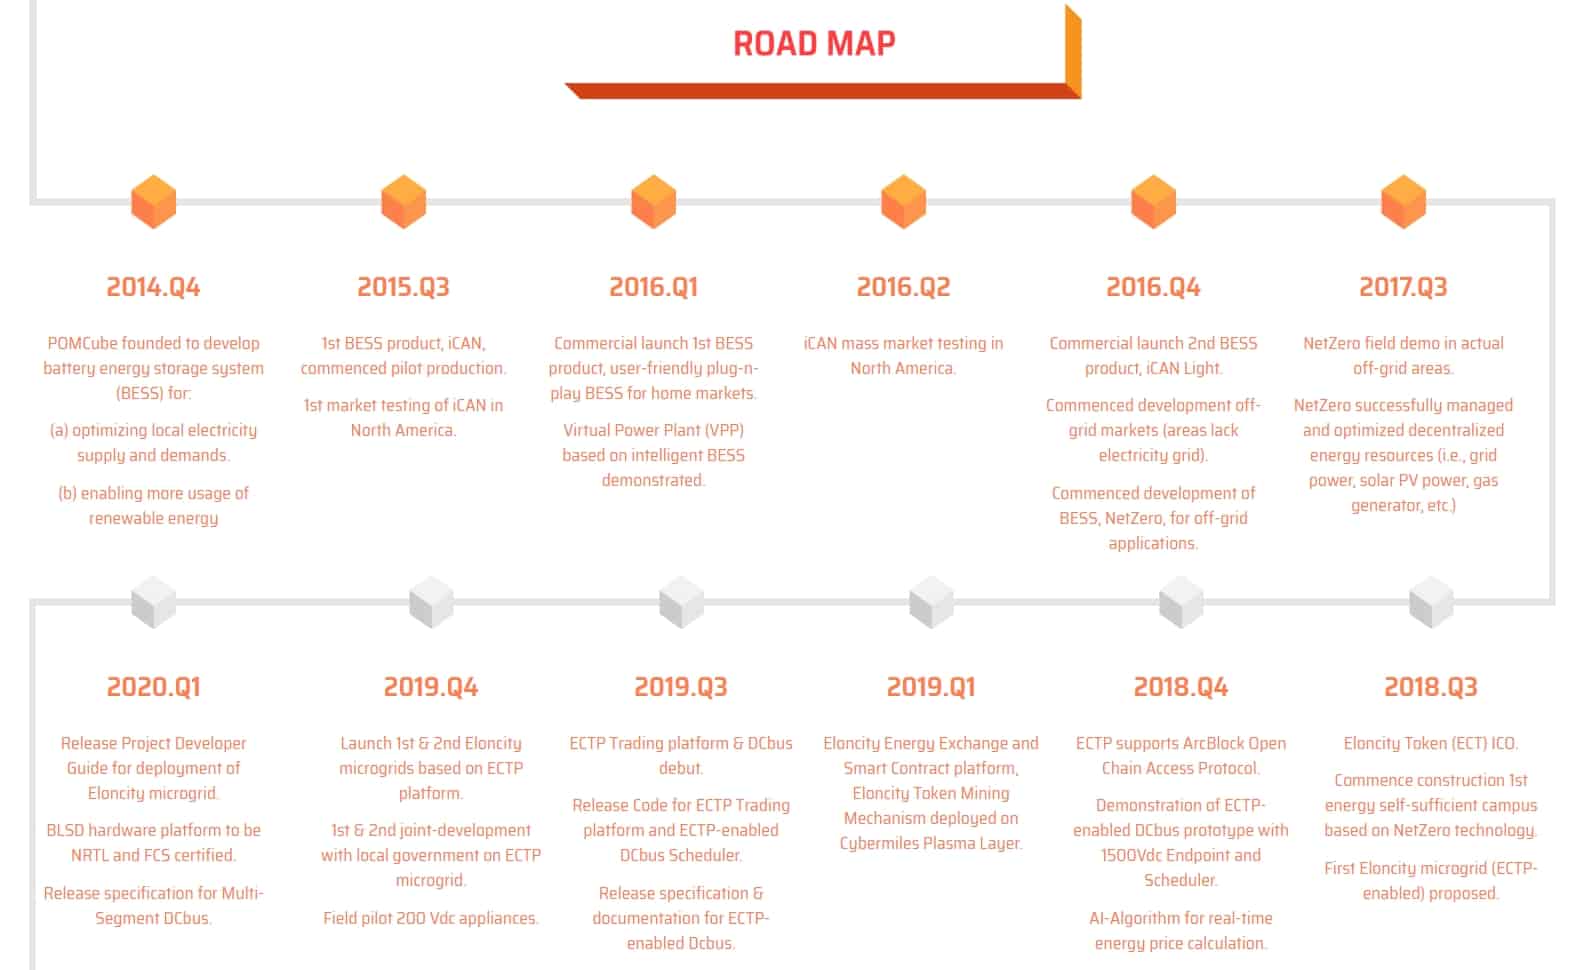 ROAD MAP
2014.Q4
POMCube founded to develop
battery energy storage system
(BESS) for:
(a) optimizing local electricity
supply and demands.
(b) enabling more usage of
renewable energy
2015.Q3
1st BESS product, iCAN,
commenced pilot production.
1st market testing of iCAN in
North America.
2016.Q1
Commercial launch 1st BESS
product, user-friendly plug-n-
play BESS for home markets.
Virtual Power Plant (VPP)
based on intelligent BESS
demonstrated.
2016.Q2
iCAN mass market testing in
North America.
2016.Q4
Commercial launch 2nd BESS
product, iCAN Light.
Commenced development off-
grid markets (areas lack
electricity grid).
Commenced development of
BESS, NetZero, for off-grid
applications.
2017.Q3
NetZero field demo in actual
off-grid areas.
NetZero successfully managed
and optimized decentralized
energy resources (i.e., grid
power, solar PV power, gas
generator, etc.)
2020.Q1
Release Project Developer
Guide for deployment of
Eloncity microgrid.
BLSD hardware platform to be
NRTL and FCS certified.
Release specification for Multi-
Segment DCbus.
2019.Q4
Launch 1st & 2nd Eloncity
microgrids based on ECTP
platform.
1st & 2nd joint-development
with local government on ECTP
microgrid.
Field pilot 200 Vdc appliances.
2019.Q3
ECTP Trading platform & DCbus
debut.
Release Code for ECTP Trading
platform and ECTP-enabled
DCbus Scheduler.
Release specification &
documentation for ECTP-
enabled Dcbus.
2019.Q1
Eloncity Energy Exchange and
Smart Contract platform,
Eloncity Token Mining
Mechanism deployed on
Cybermiles Plasma Layer.
2018.Q4
ECTP supports ArcBlock Open
Chain Access Protocol.
Demonstration of ECTP-
enabled DCbus prototype with
1500Vdc Endpoint and
Scheduler.
AI-Algorithm for real-time
energy price calculation.
2018.Q3
Eloncity Token (ECT) ICO.
Commence construction 1st
energy self-sufficient campus
based on NetZero technology.
First Eloncity microgrid (ECTP-
enabled) proposed.